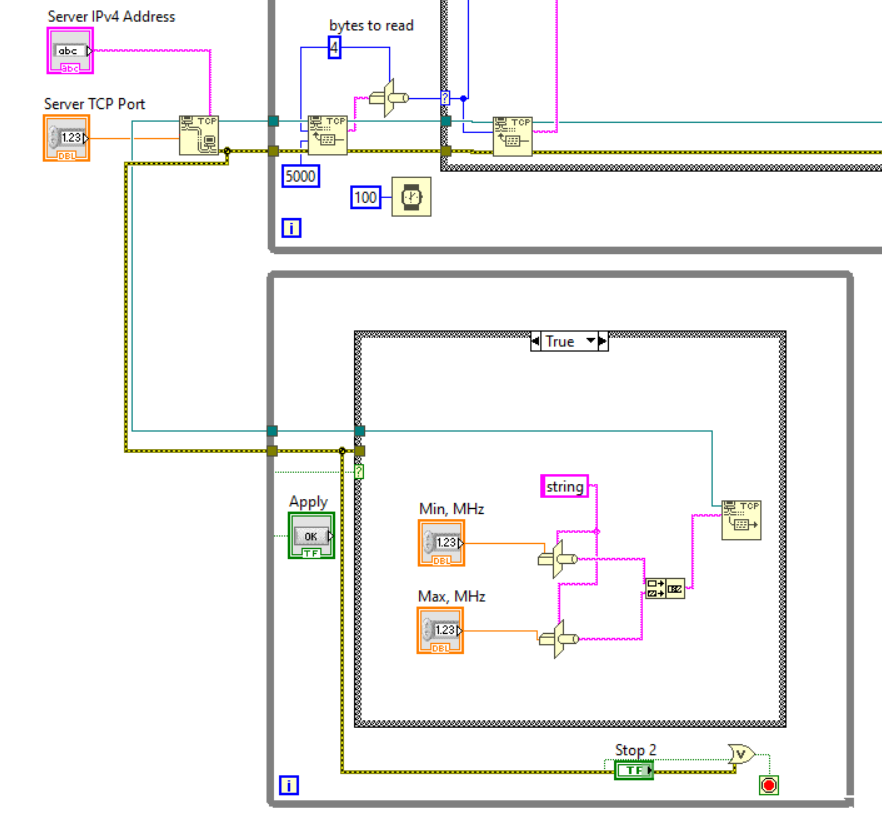 Server IPv4 Address
abc
abc
bytes to read
4
Server TCP Port
1.23
DBL
TCP
TCP
TCP
?
5000
100
i
True
?
Apply
OK
TF
string
Min, MHz
1.23
DBL
TCP
Max, MHz
1.23
DBL
Stop 2
TF
V
i